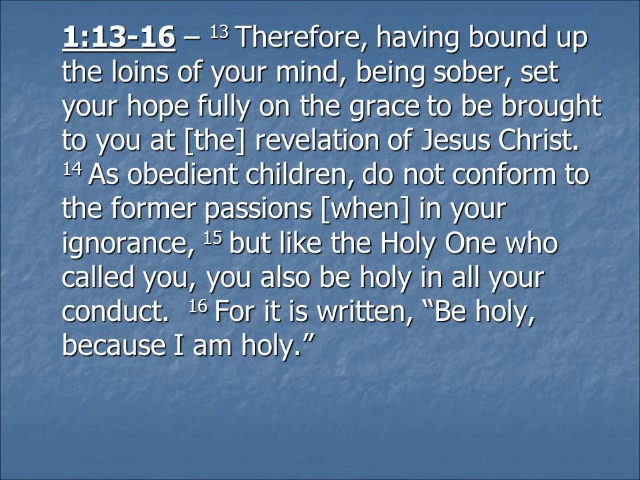 1:13-16 – 13 Therefore, having bound up
the loins of your mind, being sober, set
your hope fully on the grace to be brought
to you at [the] revelation of Jesus Christ.
14 As obedient children, do not conform to
the former passions [when] in your
ignorance, 15 but like the Holy One who
called you, you also be holy in all your
conduct. 16 For it is written, “Be holy,
because I am holy.”